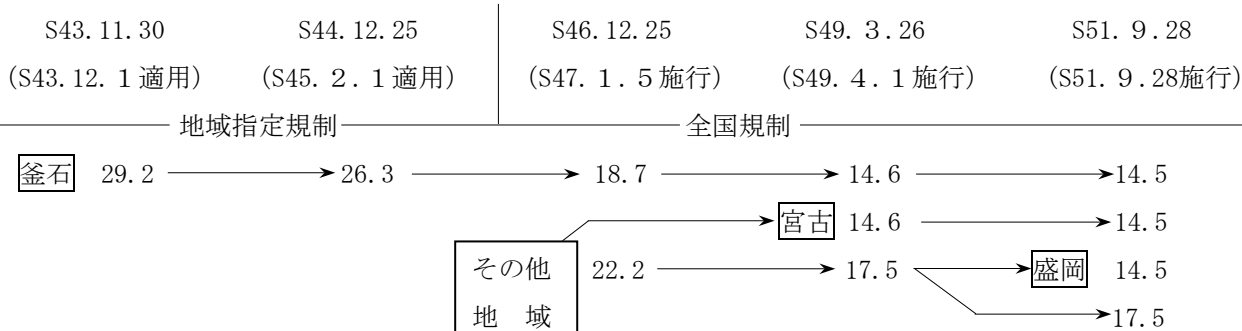 S43.11.30 S44.12.25 S46.12.25 S49.３.26 S51.９.28
(S43.12.１適用) (S45.２.１適用) (S47.１.５施行) (S49.４.１施行) (S51.９.28施行)
地域指定規制 全国規制
釜石 29.2 26.3 18.7 14.6 14.5
宮古 14.6 14.5
その他 22.2 17.5 盛岡 14.5
地 域 17.5